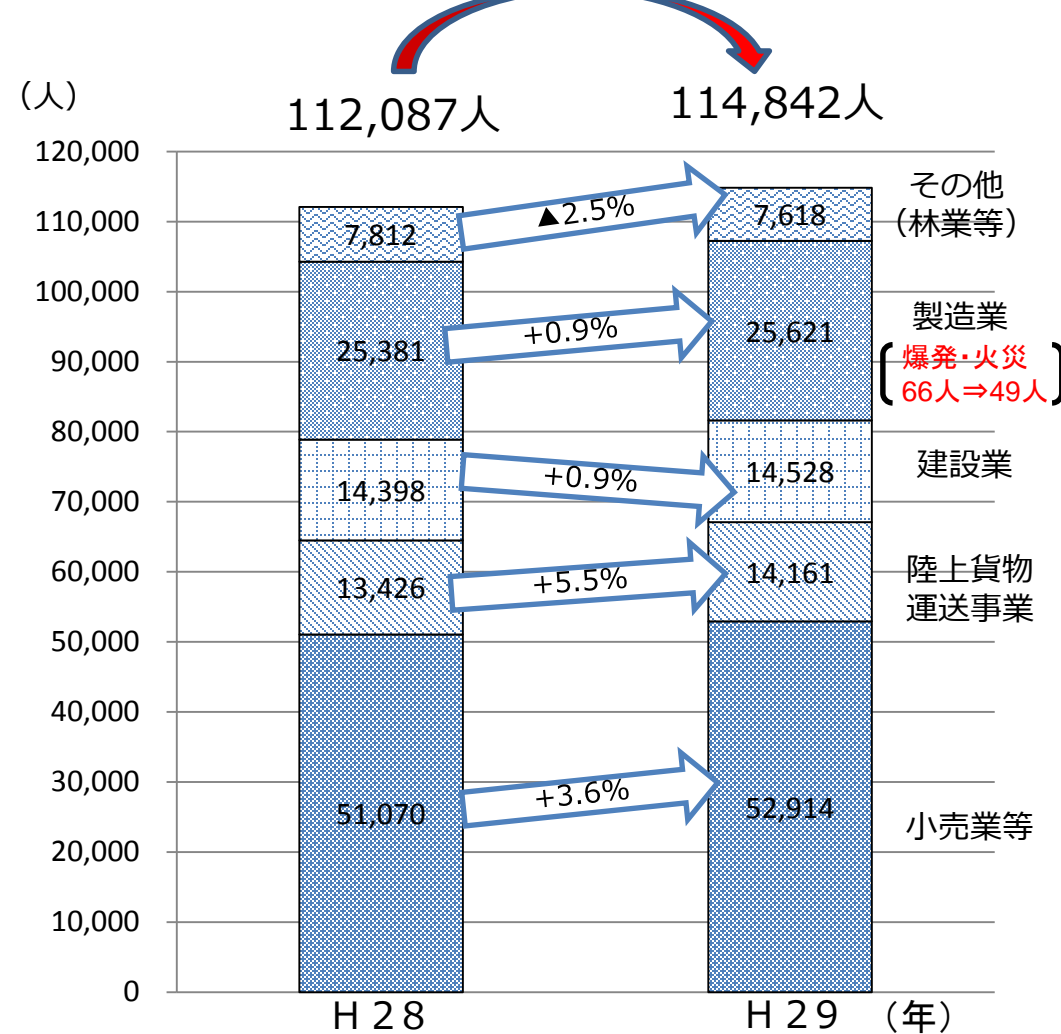 （人）
112,087人
114,842人
120,000
110,000
100,000
90,000
80,000
70,000
60,000
50,000
40,000
30,000
20,000
10,000
0
7,812
▲2.5%
7,618
その他
（林業等）
25,381
+0.9%
25,621
製造業
爆発・火災
66人⇒49人
14,398
+0.9%
14,528
建設業
13,426
+5.5%
14,161
陸上貨物
運送事業
51,070
+3.6%
52,914
小売業等
Ｈ２８
Ｈ２９
（年）